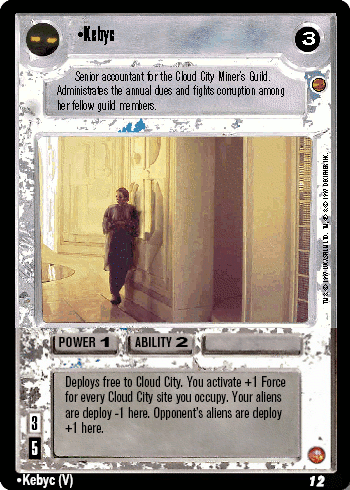 •Kebyc
3
Senior accountant for the Cloud City Miner's Guild.
Administrates the annual dues and fights corruption among
her fellow guild members.
POWER 1 ABILITY 2
Deploys free to Cloud City. You activate +1 Force
for every Cloud City site you occupy. Your aliens
are deploy -1 here. Opponent's aliens are deploy
+1 here.
3
5
•Kebyc (V)
12